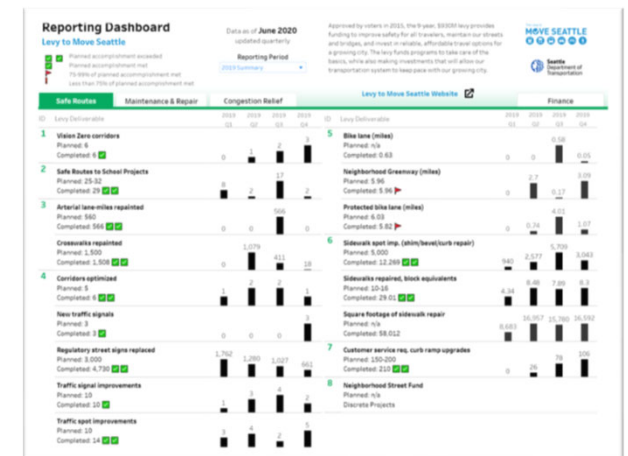 Reporting Dashboard
Levy to Move Seattle
Planned accomplishment exceeded
Planned accomplishment met
75-99% of planned accomplishment met
Less than 75% of planned accomplishment met
Data as of June 2020
updated quarterly
Reporting Period
2019 Summary
Approved by voters in 2015, the 9-year, $930M levy provides
funding to improve safety for all travelers, maintain our streets
and bridges, and invest in reliable, affordable travel options for
a growing city. The levy funds programs to take care of the
basics, while also making investments that will allow our
transportation system to keep pace with our growing city.
Levy to Move Seattle Website
MOVE SEATTLE
Seattle
Department of
Transportation
Safe Routes Maintenance & Repair Congestion Relief Finance
ID Levy Deliverable 2019 Q1 2019 Q2 2019 Q3 2019 Q4
1 Vision Zero corridors
Planned: 6
Completed: 6
0 1 2 3
2 Safe Routes to School Projects
Planned: 25-32
Completed: 29
8 2 17 2
3 Arterial lane-miles repainted
Planned: 560
Completed: 566
0 0 566 0
Crosswalks repainted
Planned: 1,500
Completed: 1,508
0 1,079 411 18
4 Corridors optimized
Planned: 5
Completed: 6
1 2 2 1
New traffic signals
Planned: 3
Completed: 3
0 0 0 3
Regulatory street signs replaced
Planned: 3,000
Completed: 4,730
1,762 1,280 1,027 661
Traffic signal improvements
Planned: 10
Completed: 10
1 3 4 2
Traffic spot improvements
Planned: 10
Completed: 14
3 4 2 5
ID Levy Deliverable 2019 Q1 2019 Q2 2019 Q3 2019 Q4
5 Bike lane (miles)
Planned: n/a
Completed: 0.63
0 0 0.58 0.05
Neighborhood Greenway (miles)
Planned: 5.96
Completed: 5.96
0 2.7 0.17 3.09
Protected bike lane (miles)
Planned: 6.03
Completed: 5.82
0 0.74 4.01 1.07
6 Sidewalk spot imp. (shim/bevel/curb repair)
Planned: 5,000
Completed: 12,269
940 2,577 5,709 3,043
Sidewalks repaired, block equivalents
Planned: 10-16
Completed: 29.01
4.34 8.48 7.89 8.3
Square footage of sidewalk repair
Planned: n/a
Completed: 58,012
8,683 16,957 15,780 16,592
7 Customer service req. curb ramp upgrades
Planned: 150-200
Completed: 210
0 26 78 106
8 Neighborhood Street Fund
Planned: n/a
Discrete Projects